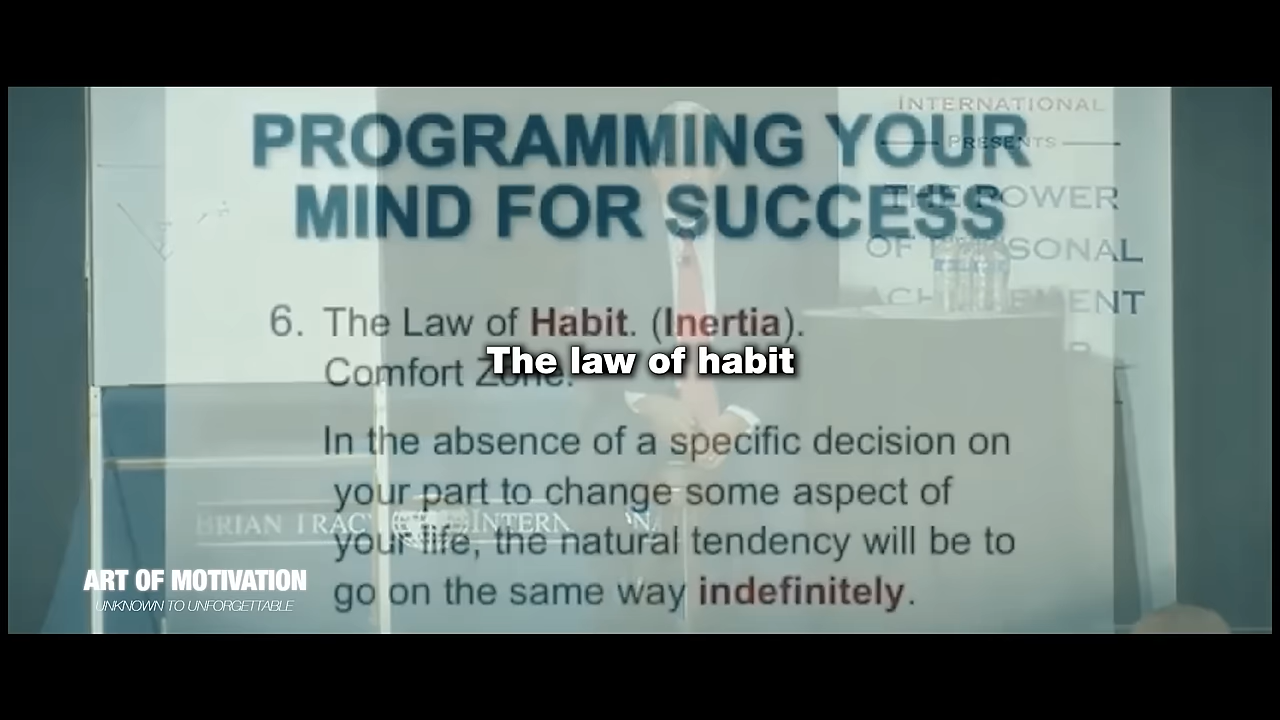 INTERNATIONAL
PRESENTS
THE POWER
OF PERSONAL
ACHIEVEMENT
PROGRAMMING YOUR
MIND FOR SUCCESS
6. The Law of Habit. (Inertia).
Comfort Zone.
The law of habit
In the absence of a specific decision on
your part to change some aspect of
your life, the natural tendency will be to
go on the same way indefinitely.
BRIAN TRACY INTERN
ART OF MOTIVATION
UNKNOWN TO UNFORGETTABLE